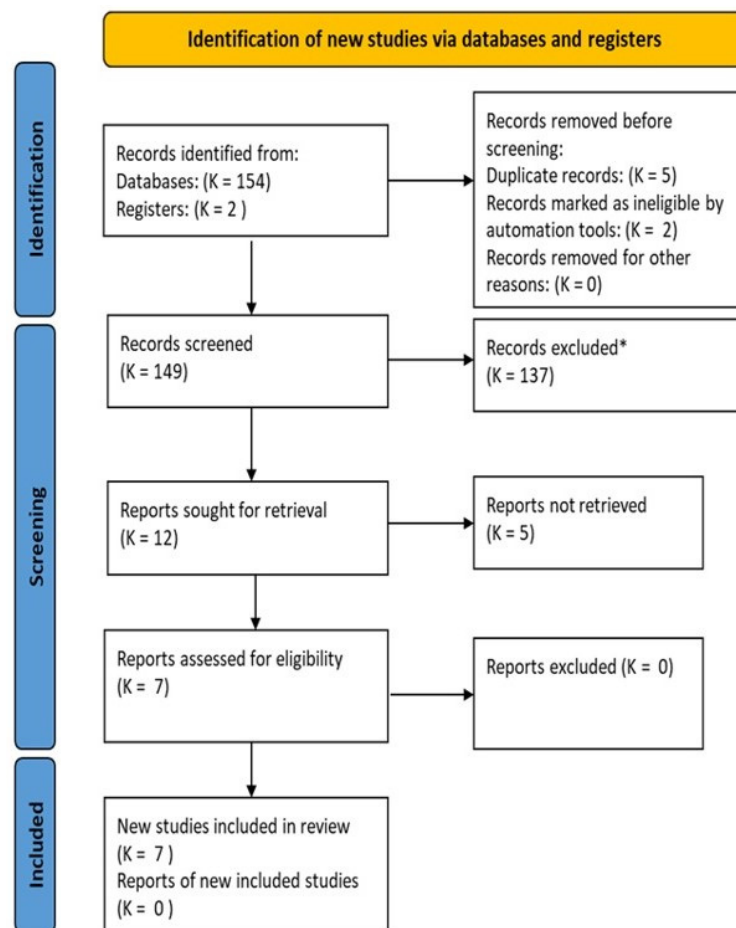 Identification of new studies via databases and registers
Identification
Records identified from:
Databases: (K = 154)
Registers: (K = 2 )
Records removed before
screening:
Duplicate records: (K = 5)
Records marked as ineligible by
automation tools: (K = 2)
Records removed for other
reasons: (K = 0)
Screening
Records screened
(K = 149)
Records excluded*
(K = 137)
Reports sought for retrieval
(K = 12)
Reports not retrieved
(K = 5)
Reports assessed for eligibility
(K = 7)
Reports excluded (K = 0)
Included
New studies included in review
(K = 7 )
Reports of new included studies
(K = 0 )